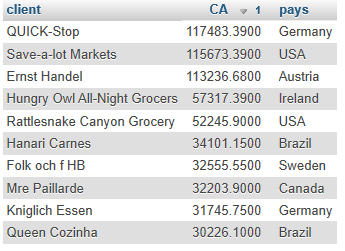 client CA 1 pays
QUICK-Stop 117483.3900 Germany
Save-a-lot Markets 115673.3900 USA
Ernst Handel 113236.6800 Austria
Hungry Owl All-Night Grocers 57317.3900 Ireland
Rattlesnake Canyon Grocery 52245.9000 USA
Hanari Carnes 34101.1500 Brazil
Folk och f HB 32555.5500 Sweden
Mre Paillarde 32203.9000 Canada
Kniglich Essen 31745.7500 Germany
Queen Cozinha 30226.1000 Brazil